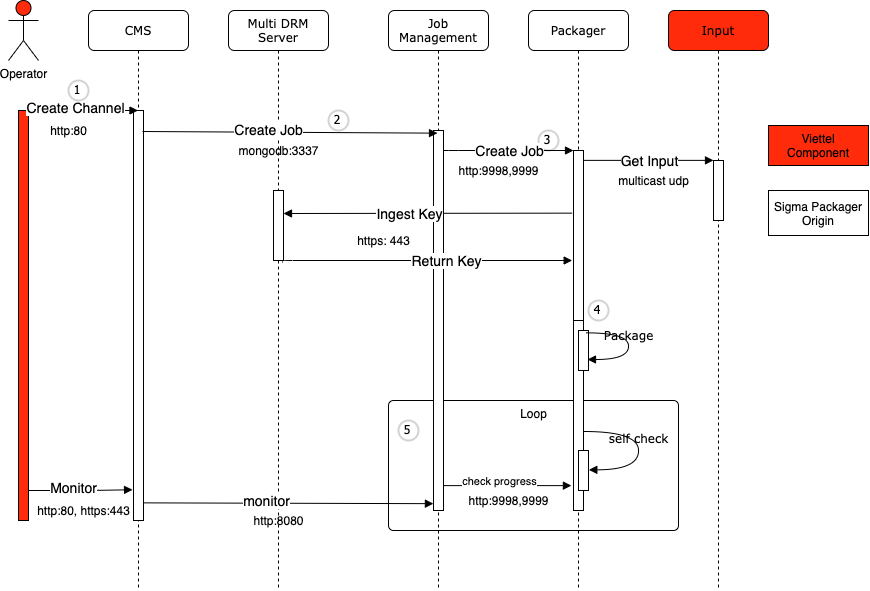 CMS
Multi DRM
Server
Job
Management
Packager
Input
Operator
1
Create Channel
http:80
2
Create Job
mongodb:3337
3
Create Job
http:9998,9999
Get Input
multicast udp
Viettel
Component
Sigma Packager
Origin
Ingest Key
https: 443
Return Key
4
Package
Loop
5
self check
check progress
http:9998,9999
Monitor
http:80, https:443
monitor
http:8080